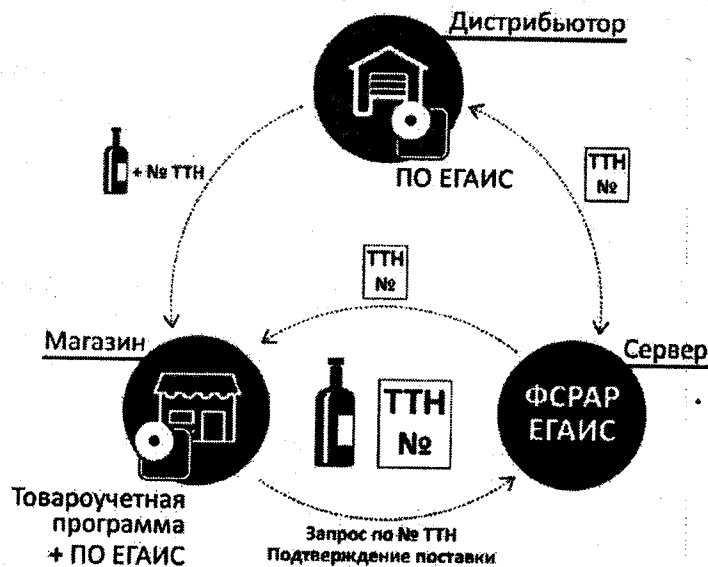 Дистрибьютор
+ № ТТН
ПО ЕГАИС
ТТН
№
ТТН
№
Магазин
Сервер
ТТН
№
ФСРАР
ЕГАИС
Товароучетная
программа
+ ПО ЕГАИС
Запрос по № ТТН
Подтверждение поставки